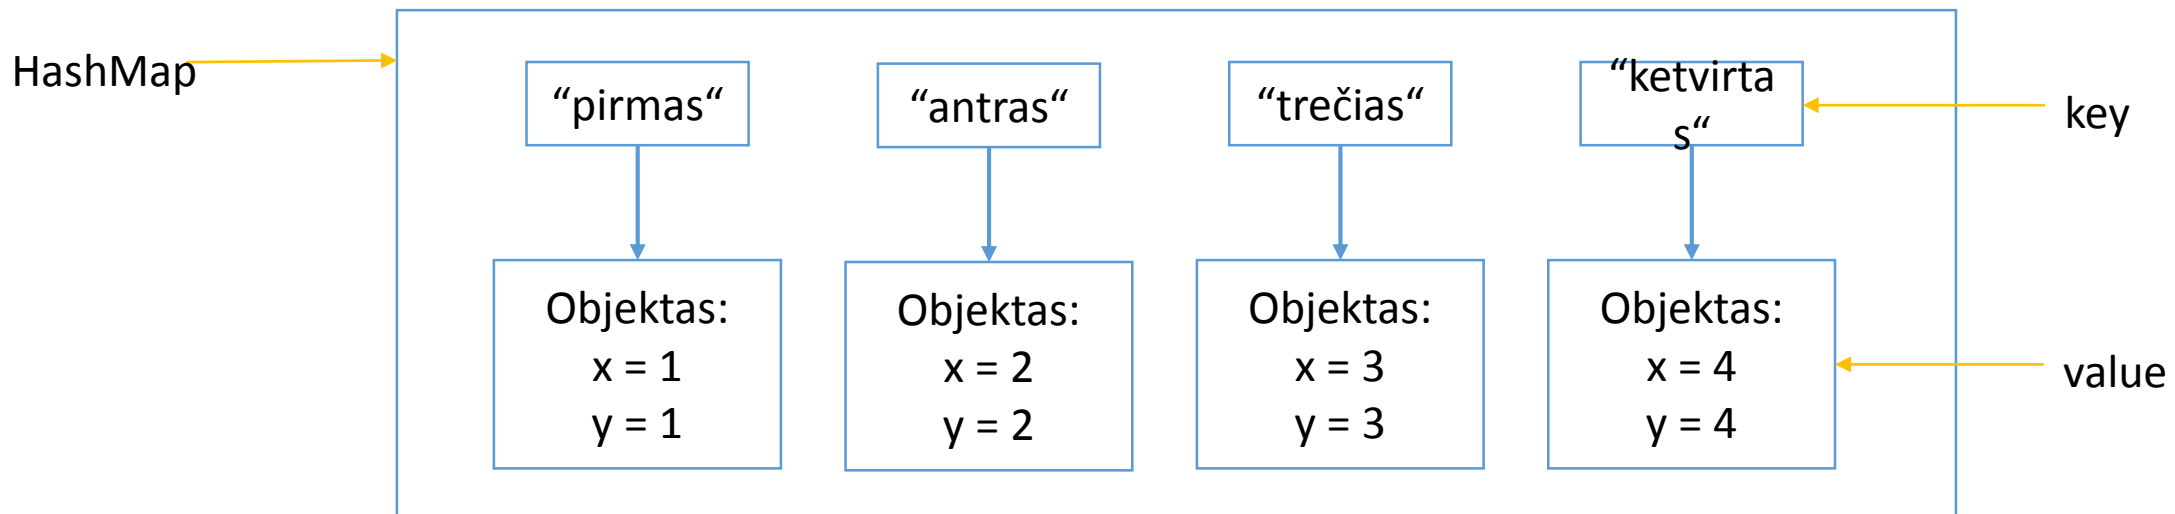 HashMap
“pirmas“
“antras“
“trečias“
“ketvirta
s“
key
Objektas:
x = 1
y = 1
Objektas:
x = 2
y = 2
Objektas:
x = 3
y = 3
Objektas:
x = 4
y = 4
value